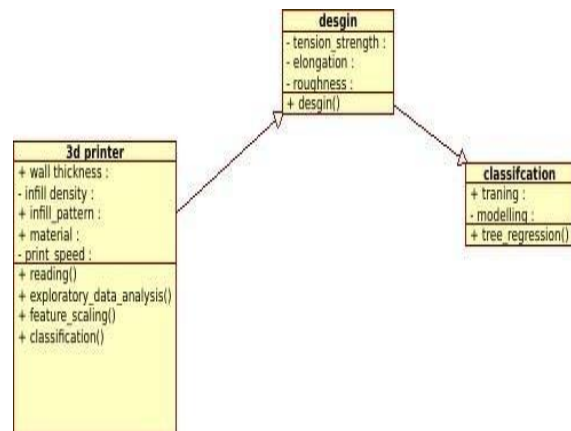 desgin
- tension_strength :
- elongation :
- roughness :
+ desgin()
3d printer
+ wall thickness :
- infill density :
+ infill_pattern :
+ material :
- print_speed :
+ reading()
+ exploratory_data_analysis()
+ feature_scaling()
+ classification()
classifcation
+ traning :
- modelling :
+ tree_regression()